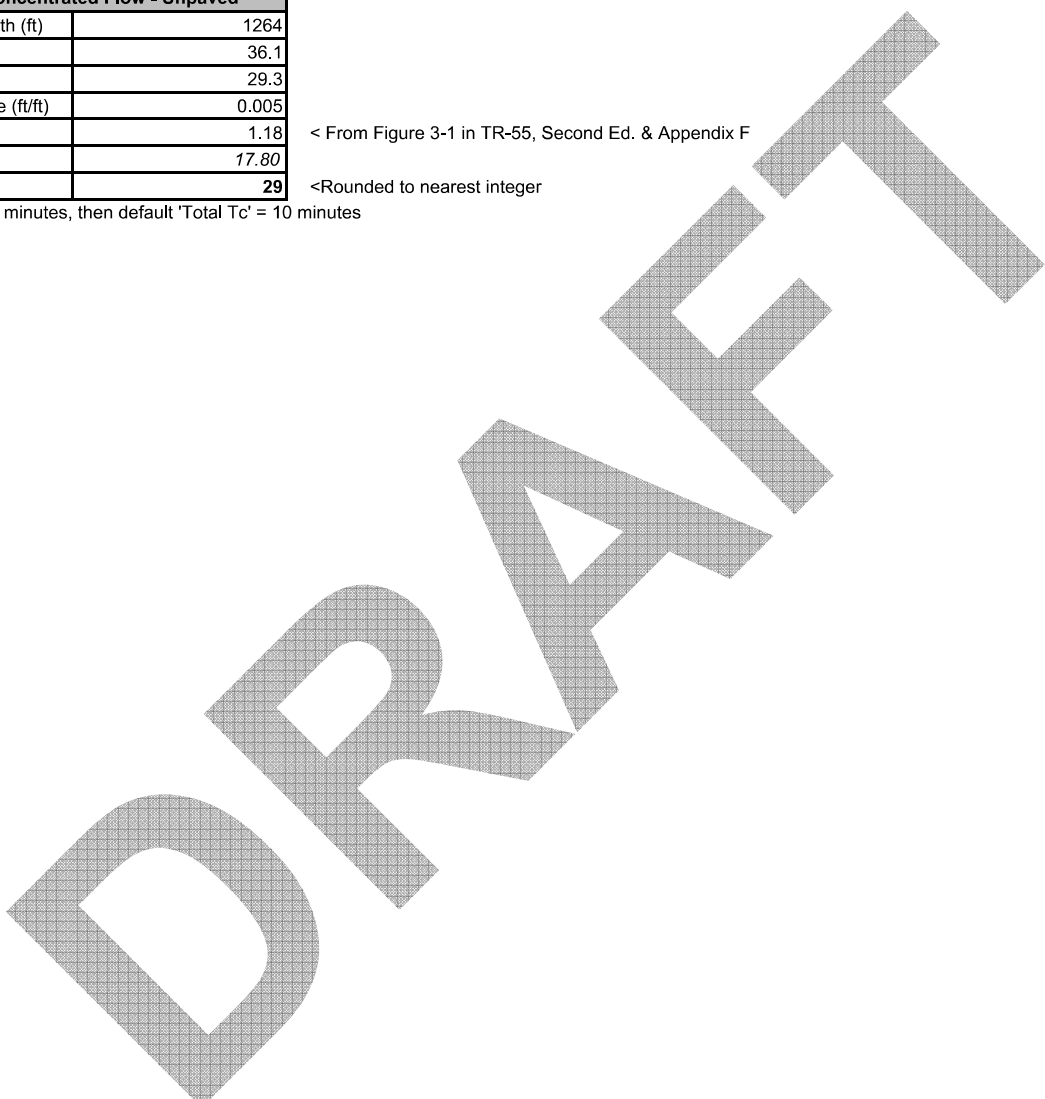 oncentrated Flow - Unpaved
th (ft) 1264
36.1
29.3
e (ft/ft) 0.005
1.18 < From Figure 3-1 in TR-55, Second Ed. & Appendix F
17.80
29 <Rounded to nearest integer
minutes, then default 'Total Tc' = 10 minutes
DRAFT